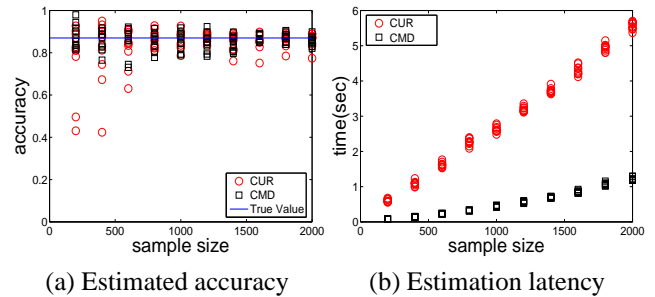 1
0.8
0.6
0.4
0.2
0
accuracy
0 500 1000 1500 2000
sample size
CUR
CMD
True Value
(a) Estimated accuracy
6
5
4
3
2
1
0
time(sec)
0 500 1000 1500 2000
sample size
CUR
CMD
(b) Estimation latency